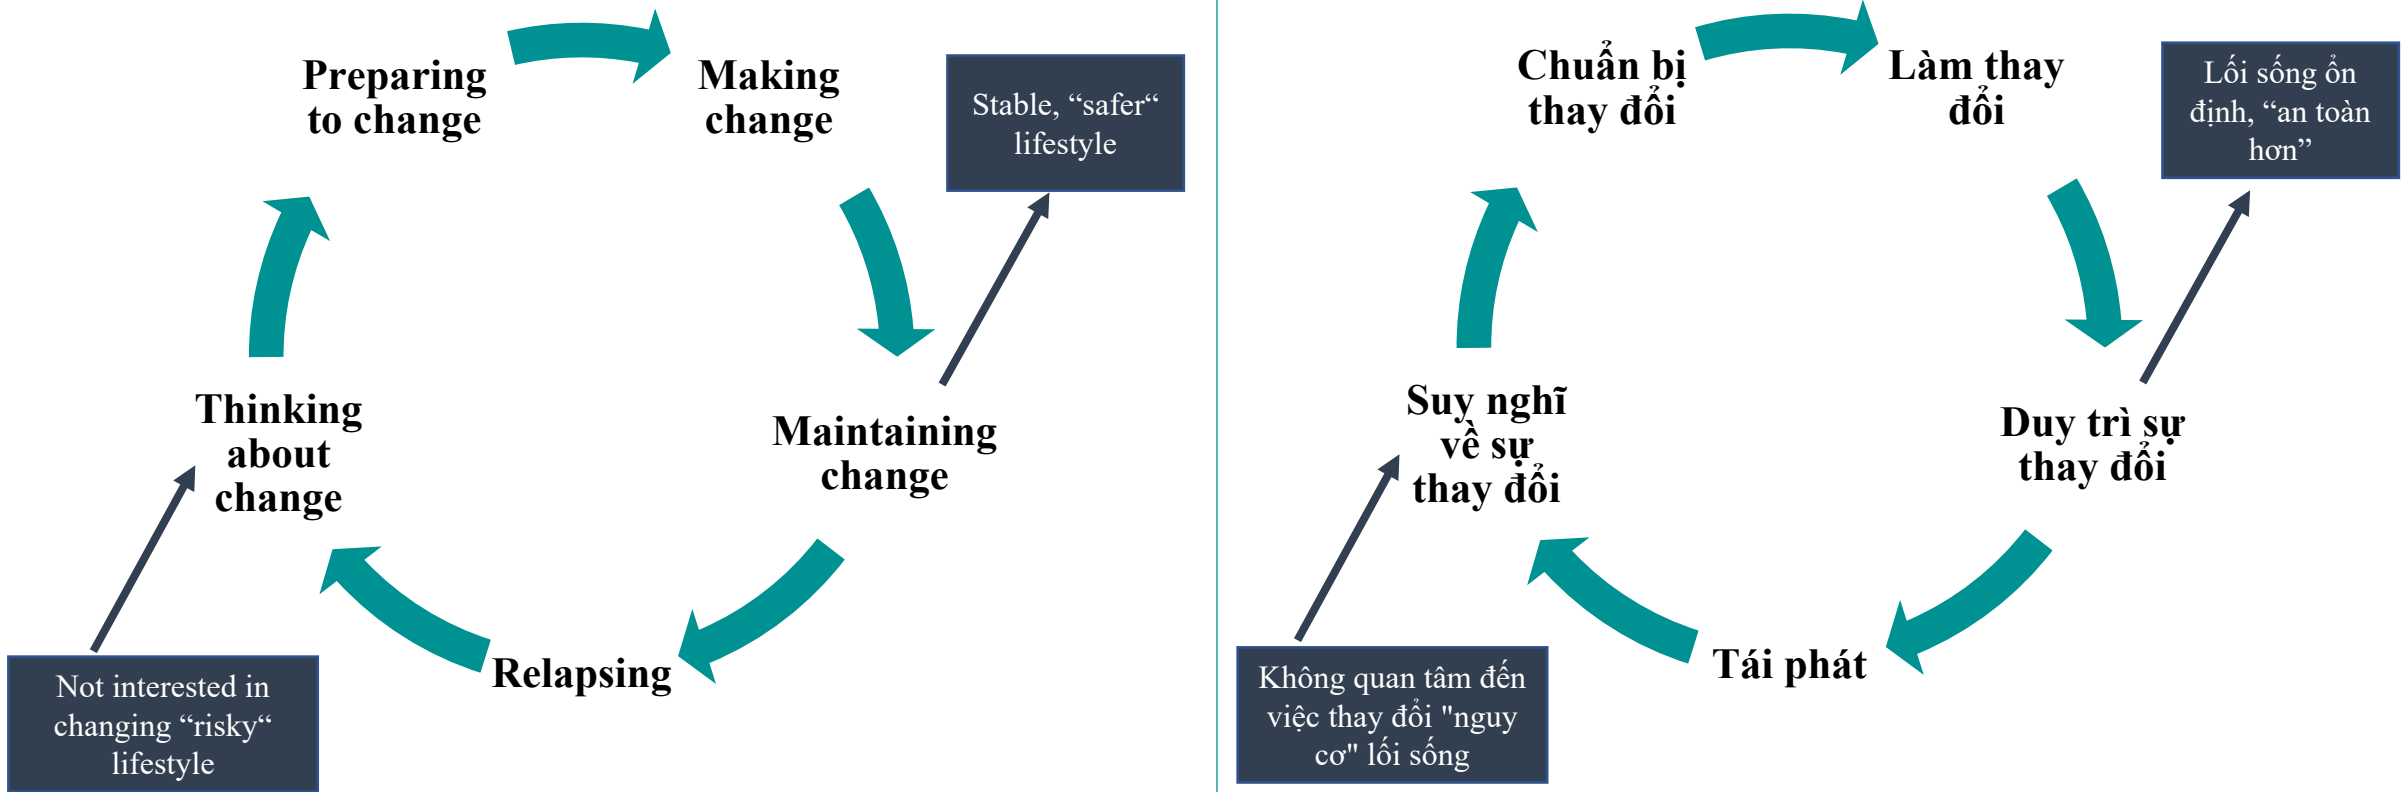 Preparing
to change
Making
change
Stable, “safer“
lifestyle
Thinking
about
change
Maintaining
change
Relapsing
Not interested in
changing “risky“
lifestyle
Chuẩn bị
thay đổi
Làm thay
đổi
Lối sống ổn
định, “an toàn
hơn”
Suy nghĩ
về sự
thay đổi
Duy trì sự
thay đổi
Tái phát
Không quan tâm đến
việc thay đổi "nguy
cơ" lối sống